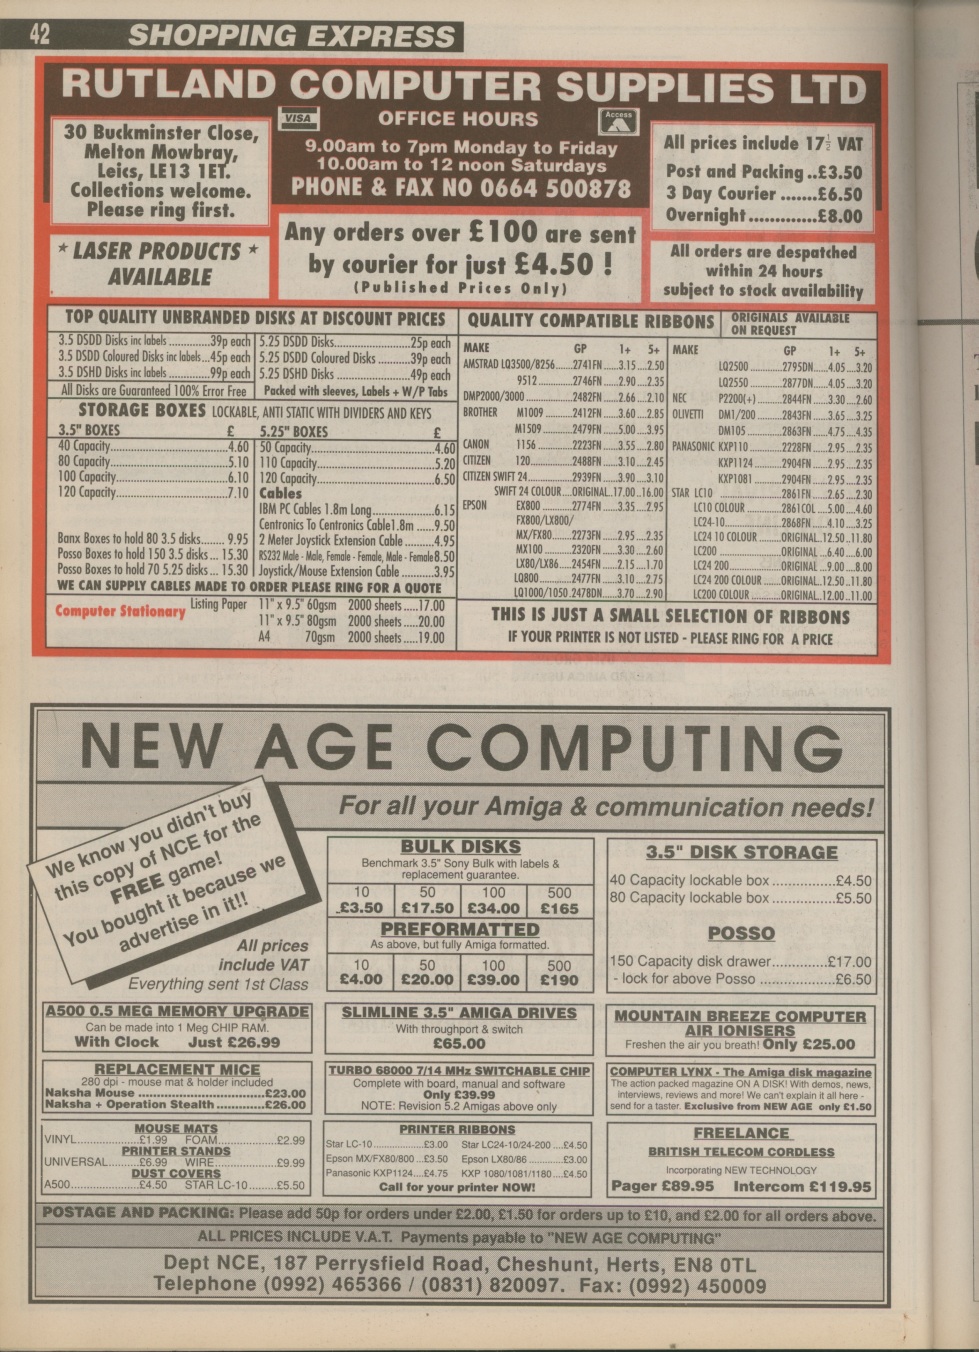 42 SHOPPING EXPRESS
RUTLAND COMPUTER SUPPLIES LTD
30 Buckminster Close,
Melton Mowbray,
Leics, LE13 1ET.
Collections welcome.
Please ring first.
VISA
OFFICE HOURS
Access
9.00am to 7pm Monday to Friday
10.00am to 12 noon Saturdays
PHONE & FAX NO 0664 500878
All prices include 17½ VAT
Post and Packing ..£3.50
3 Day Courier .......£6.50
Overnight.............£8.00
* LASER PRODUCTS *
AVAILABLE
Any orders over £100 are sent
by courier for just £4.50 !
(Published Prices Only)
All orders are despatched
within 24 hours
subject to stock availability
TOP QUALITY UNBRANDED DISKS AT DISCOUNT PRICES
3.5 DSDD Disks inc labels ............39p each
3.5 DSDD Coloured Disks inc labels...45p each
3.5 DSHD Disks inc labels............99p each
All Disks are Guaranteed 100% Error Free
5.25 DSDD Disks..................25p each
5.25 DSDD Coloured Disks ........39p each
5.25 DSHD Disks..................49p each
Packed with sleeves, Labels + W/P Tabs
STORAGE BOXES LOCKABLE, ANTI STATIC WITH DIVIDERS AND KEYS
3.5" BOXES £
40 Capacity.............................4.60
80 Capacity.............................5.10
100 Capacity............................6.10
120 Capacity............................7.10
Banx Boxes to hold 80 3.5 disks....... 9.95
Posso Boxes to hold 150 3.5 disks... 15.30
Posso Boxes to hold 70 5.25 disks ... 15.30
5.25" BOXES £
50 Capacity..............................4.60
110 Capacity.............................5.20
120 Capacity.............................6.50
Cables
IBM PC Cables 1.8m Long................6.15
Centronics To Centronics Cable1.8m .....9.50
2 Meter Joystick Extension Cable ..........4.95
RS232 Male - Male, Female - Female, Male - Female8.50
Joystick/Mouse Extension Cable ...........3.95
WE CAN SUPPLY CABLES MADE TO ORDER PLEASE RING FOR A QUOTE
Computer Stationary
Listing Paper 11" x 9.5" 60gsm 2000 sheets.....17.00
11" x 9.5" 80gsm 2000 sheets.....20.00
A4 70gsm 2000 sheets.....19.00
QUALITY COMPATIBLE RIBBONS
ORIGINALS AVAILABLE
ON REQUEST
MAKE GP 1+ 5+
AMSTRAD LQ3500/8256......2741FN.....3.15...2.50
9512 ......2746FN.....2.90...2.35
DMP2000/3000 ............2482FN.....2.66...2.10
BROTHER M1009 ...........2412FN.....3.60...2.85
M1509 ...........2479FN.....5.00...3.95
CANON 1156 ............2223FN.....3.55...2.80
CITIZEN 120.............2488FN.....3.10...2.45
CITIZEN SWIFT 24..........2939FN.....3.90...3.10
SWIFT 24 COLOUR....ORIGINAL.17.00 ..16.00
EPSON EX800 ...........2774FN.....3.35...2.95
FX800/LX800/
MX/FX80.........2273FN.....2.95...2.35
MX100 ..........2320FN.....3.30...2.60
LX80/LX86 .....2454FN.....2.15...1.70
LQ800 ..........2477FN.....3.10...2.75
LQ1000/1050.2478DN....3.70...2.90
MAKE GP 1+ 5+
LQ2500 .........2795DN.....4.05...3.20
LQ2550 .........2877DN.....4.05...3.20
NEC P2200(+) .......2844FN.....3.30...2.60
OLIVETTI DM1/200 .......2843FN.....3.65...3.25
DM105 ..........2863FN.....4.75...4.35
PANASONIC KXP110 .........2228FN.....2.95...2.35
KXP1124 ........2904FN.....2.95...2.35
KXP1081 ........2904FN.....2.95...2.35
STAR LC10 .................2861FN.....2.65...2.30
LC10 COLOUR ..........2861COL....5.00...4.60
LC24-10..................2868FN......4.10...3.25
LC24 10 COLOUR ......ORIGINAL..12.50..11.80
LC200 ..................ORIGINAL ...6.40...6.00
LC24 200 ..............ORIGINAL ...9.00...8.00
LC24 200 COLOUR .....ORIGINAL..12.50..11.80
LC200 COLOUR .........ORIGINAL..12.00..11.00
THIS IS JUST A SMALL SELECTION OF RIBBONS
IF YOUR PRINTER IS NOT LISTED - PLEASE RING FOR A PRICE
NEW AGE COMPUTING
For all your Amiga & communication needs!
We know you didn't buy
this copy of NCE for the
FREE game!
You bought it because we
advertise in it!!
All prices
include VAT
Everything sent 1st Class
BULK DISKS
Benchmark 3.5" Sony Bulk with labels &
replacement guarantee.
10 50 100 500
£3.50 £17.50 £34.00 £165
PREFORMATTED
As above, but fully Amiga formatted.
10 50 100 500
£4.00 £20.00 £39.00 £190
3.5" DISK STORAGE
40 Capacity lockable box ..............£4.50
80 Capacity lockable box ..............£5.50
POSSO
150 Capacity disk drawer.............£17.00
- lock for above Posso ................£6.50
A500 0.5 MEG MEMORY UPGRADE
Can be made into 1 Meg CHIP RAM.
With Clock Just £26.99
SLIMLINE 3.5" AMIGA DRIVES
With throughport & switch
£65.00
MOUNTAIN BREEZE COMPUTER
AIR IONISERS
Freshen the air you breath! Only £25.00
REPLACEMENT MICE
280 dpi - mouse mat & holder included
Naksha Mouse ......................................£23.00
Naksha + Operation Stealth .............£26.00
TURBO 68000 7/14 MHz SWITCHABLE CHIP
Complete with board, manual and software
Only £39.99
NOTE: Revision 5.2 Amigas above only
COMPUTER LYNX - The Amiga disk magazine
The action packed magazine ON A DISK! With demos, news,
interviews, reviews and more! We can't explain it all here -
send for a taster. Exclusive from NEW AGE only £1.50
MOUSE MATS
VINYL..................£1.99 FOAM...................£2.99
PRINTER STANDS
UNIVERSAL...........£6.99 WIRE...................£9.99
DUST COVERS
A500...................£4.50 STAR LC-10.........£5.50
PRINTER RIBBONS
Star LC-10 ..................£3.00 Star LC24-10/24-200 ....£4.50
Epson MX/FX80/800 ...£3.50 Epson LX80/86 .............£3.00
Panasonic KXP1124....£4.75 KXP 1080/1081/1180 ....£4.50
Call for your printer NOW!
FREELANCE
BRITISH TELECOM CORDLESS
Incorporating NEW TECHNOLOGY
Pager £89.95 Intercom £119.95
POSTAGE AND PACKING: Please add 50p for orders under £2.00, £1.50 for orders up to £10, and £2.00 for all orders above.
ALL PRICES INCLUDE V.A.T. Payments payable to "NEW AGE COMPUTING"
Dept NCE, 187 Perrysfield Road, Cheshunt, Herts, EN8 0TL
Telephone (0992) 465366 / (0831) 820097. Fax: (0992) 450009